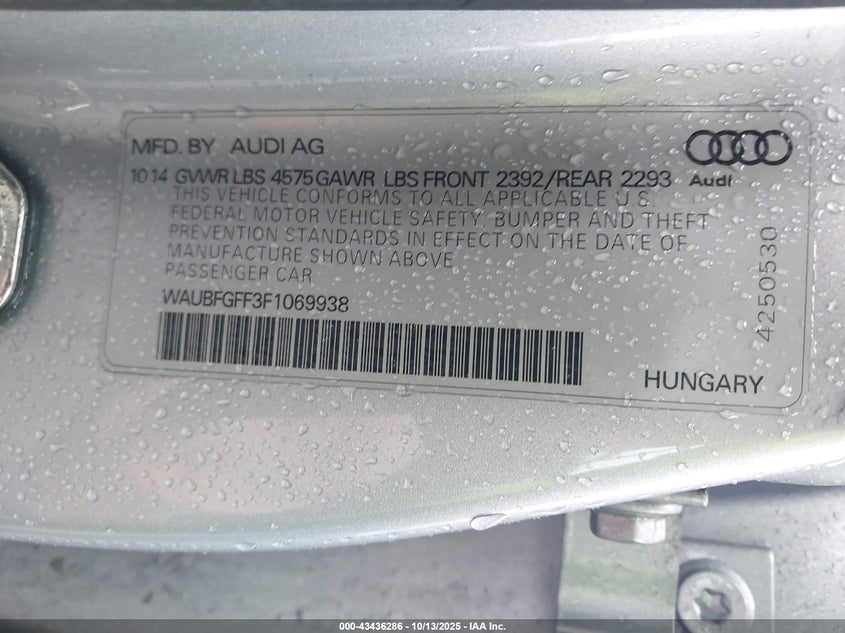 MFD. BY AUDI AG
10 14 GVWR LBS 4575 GAWR LBS FRONT 2392/REAR 2293
Audi
THIS VEHICLE CONFORMS TO ALL APPLICABLE U.S.
FEDERAL MOTOR VEHICLE SAFETY, BUMPER AND THEFT
PREVENTION STANDARDS IN EFFECT ON THE DATE OF
MANUFACTURE SHOWN ABOVE
PASSENGER CAR
WAUBFGFF3F1069938
4250530
HUNGARY
000-43436286 - 10/13/2025 - IAA Inc.